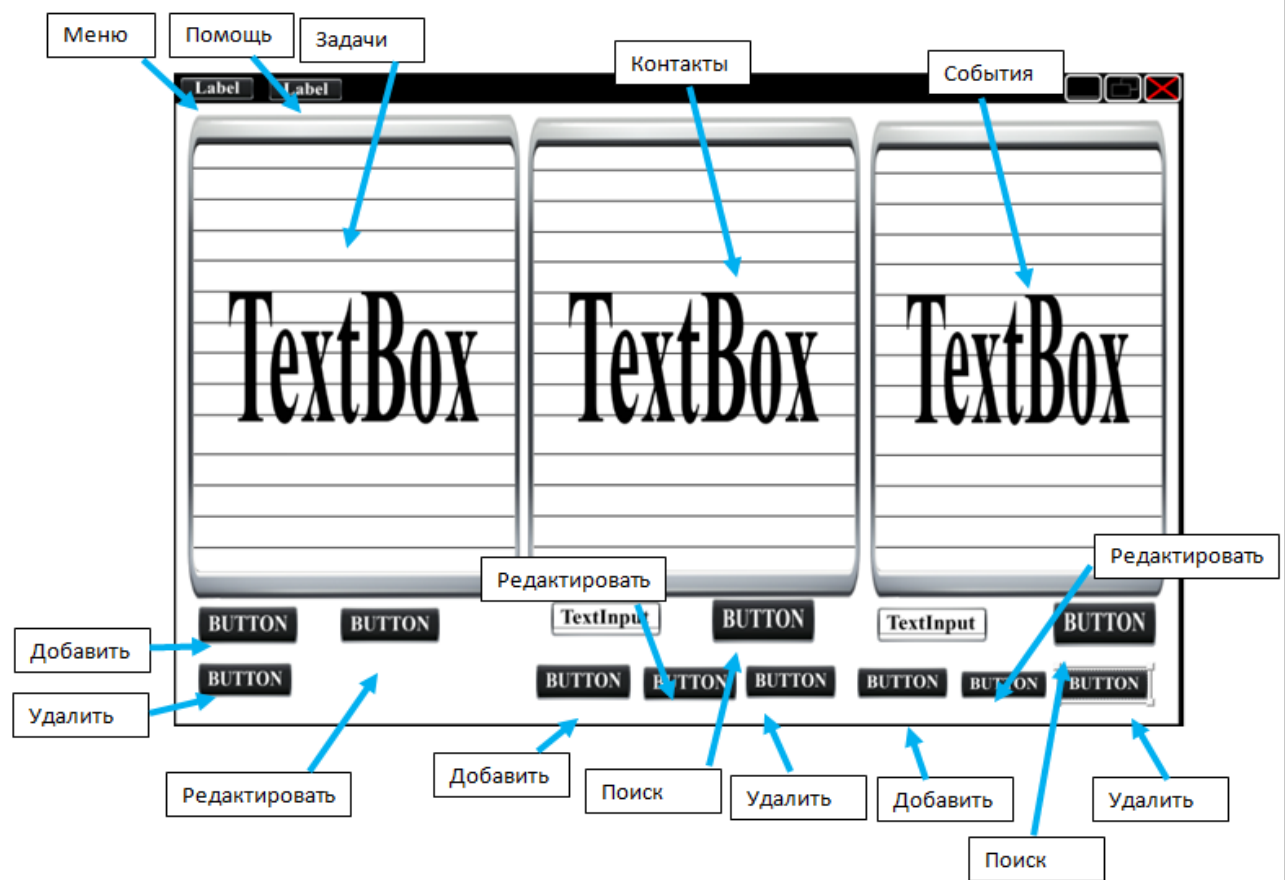 Меню
Помощь
Задачи
Контакты
События
Label
Label
TextBox
TextBox
TextBox
Редактировать
Редактировать
BUTTON
BUTTON
TextInput
BUTTON
TextInput
BUTTON
Добавить
BUTTON
BUTTON
BUTTON
BUTTON
BUTTON
BUTTON
BUTTON
Удалить
Редактировать
Добавить
Поиск
Удалить
Добавить
Удалить
Поиск